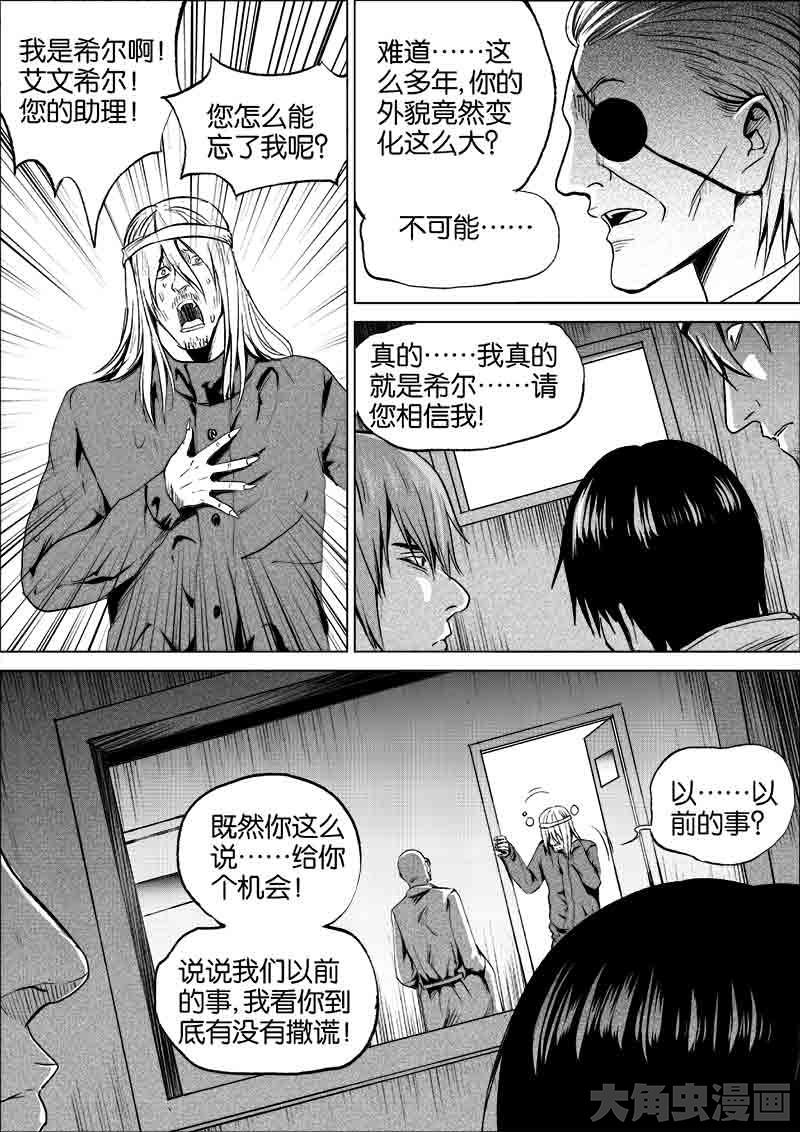 我是希尔啊！
艾文希尔！
您的助理！
您怎么能
忘了我呢？
难道……这
么多年，你的
外貌竟然变
化这么大？
不可能……
真的……我真的
就是希尔……请
您相信我！
既然你这么
说……给你
个机会！
说说我们以前
的事，我看你到
底有没有撒谎！
以……以
前的事？
大角虫漫画